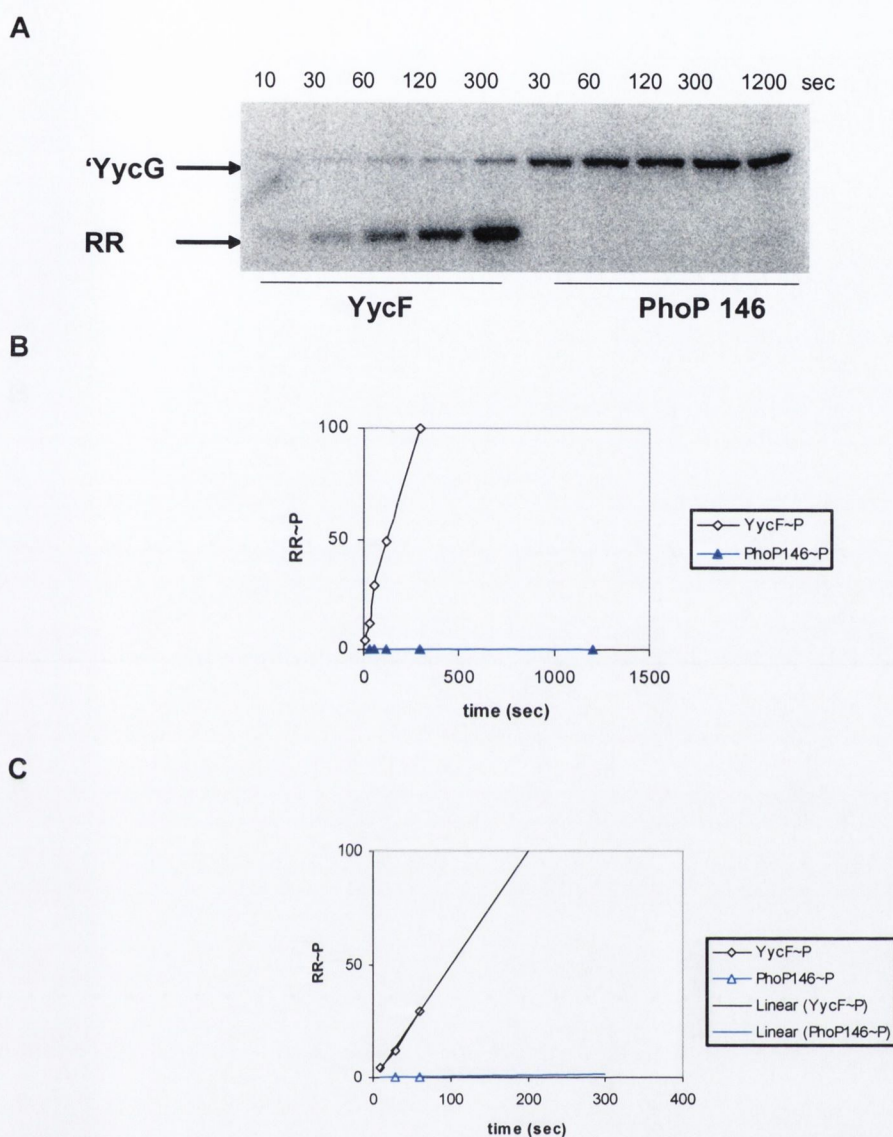 A
10 30 60 120 300 30 60 120 300 1200 sec
‘YycG
RR
YycF PhoP 146
B
100
50
0
RR~P
0 500 1000 1500
time (sec)
YycF~P
PhoP146~P
C
100
50
0
RR~P
0 100 200 300 400
time (sec)
YycF~P
PhoP146~P
Linear (YycF~P)
Linear (PhoP146~P)